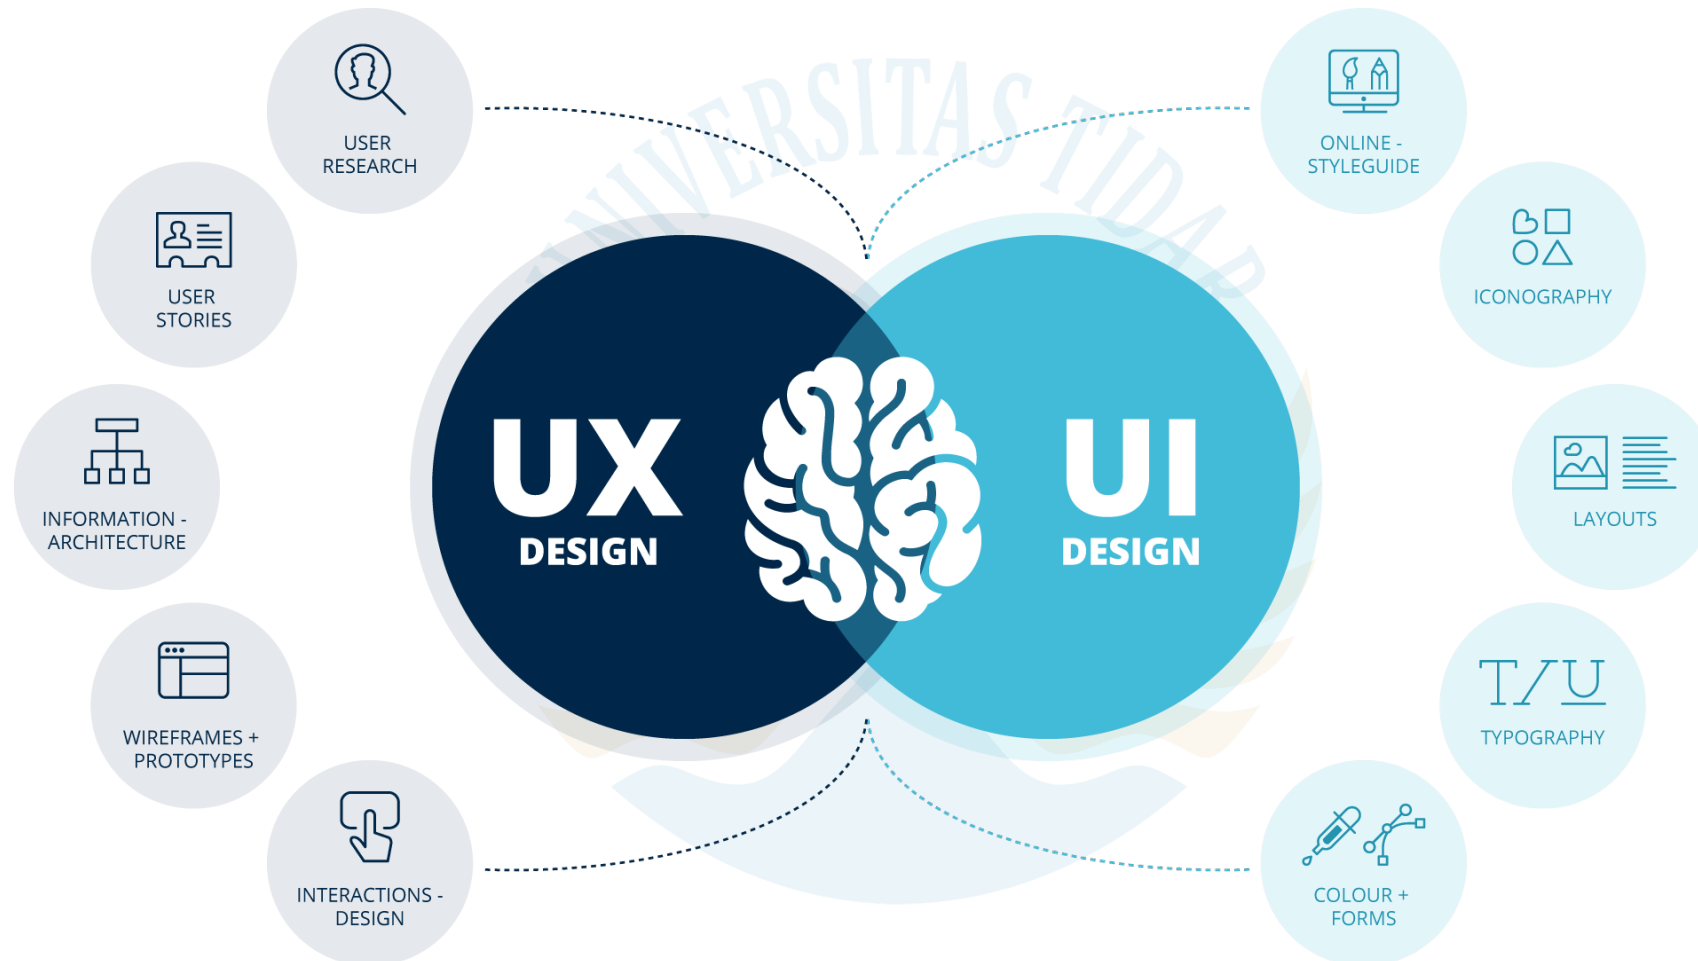 UNIVERSITAS TIDAR
USER
RESEARCH
USER
STORIES
INFORMATION -
ARCHITECTURE
WIREFRAMES +
PROTOTYPES
INTERACTIONS -
DESIGN
UX
DESIGN
UI
DESIGN
ONLINE -
STYLEGUIDE
ICONOGRAPHY
LAYOUTS
T/U
TYPOGRAPHY
COLOUR +
FORMS